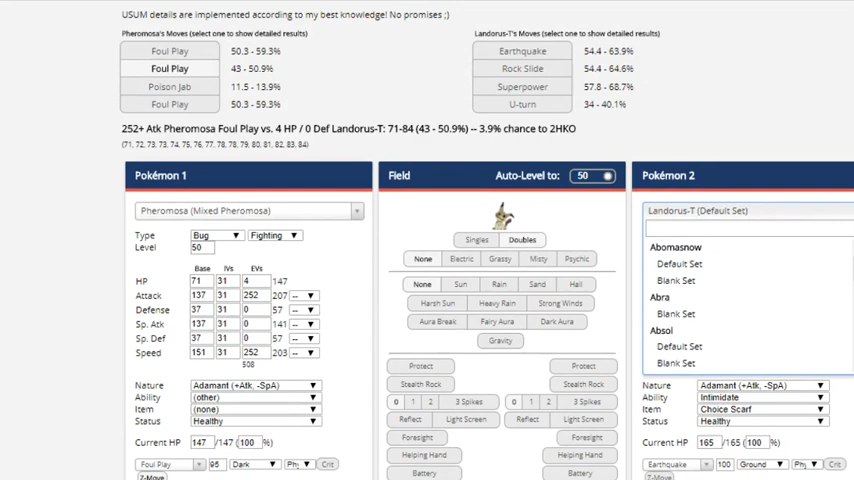 USUM details are implemented according to my best knowledge! No promises ;)
Pheromosa's Moves (select one to show detailed results)
Landorus-T's Moves (select one to show detailed results)
Foul Play 50.3 - 59.3%
Earthquake 54.4 - 63.9%
Foul Play 43 - 50.9%
Rock Slide 54.4 - 64.6%
Poison Jab 11.5 - 13.9%
Superpower 57.8 - 68.7%
Foul Play 50.3 - 59.3%
U-turn 34 - 40.1%
252+ Atk Pheromosa Foul Play vs. 4 HP / 0 Def Landorus-T: 71-84 (43 - 50.9%) -- 3.9% chance to 2HKO
(71, 72, 73, 73, 74, 75, 76, 77, 78, 78, 79, 80, 81, 82, 83, 84)
Pokémon 1
Pheromosa (Mixed Pheromosa)
Type Bug Fighting
Level 50
Base IVs EVs
HP 71 31 4 147
Attack 137 31 252 207 --
Defense 37 31 0 57 --
Sp. Atk 137 31 0 141 --
Sp. Def 37 31 0 57 --
Speed 151 31 252 203 --
508
Nature Adamant (+Atk, -SpA)
Ability (other)
Item (none)
Status Healthy
Current HP 147 /147 (100 %)
Foul Play 95 Dark Phy Crit
Z-Move
Field Auto-Level to: 50
Singles Doubles
None Electric Grassy Misty Psychic
None Sun Rain Sand Hail
Harsh Sun Heavy Rain Strong Winds
Aura Break Fairy Aura Dark Aura
Gravity
Protect Protect
Stealth Rock Stealth Rock
0 1 2 3 Spikes 0 1 2 3 Spikes
Reflect Light Screen Reflect Light Screen
Foresight Foresight
Helping Hand Helping Hand
Battery Battery
Pokémon 2
Landorus-T (Default Set)
Abomasnow
Default Set
Blank Set
Abra
Blank Set
Absol
Default Set
Blank Set
Nature Adamant (+Atk, -SpA)
Ability Intimidate
Item Choice Scarf
Status Healthy
Current HP 165 /165 (100 %)
Earthquake 100 Ground Phy Crit
Z-Move